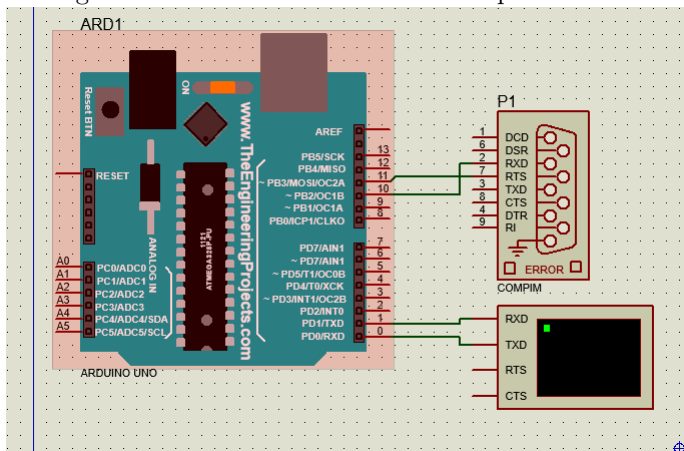 ARD1
ON
Reset BTN
www.TheEngineeringProjects.com
ATMEGA328P-PU
1121
ANALOG IN
RESET
A0 PC0/ADC0
A1 PC1/ADC1
A2 PC2/ADC2
A3 PC3/ADC3
A4 PC4/ADC4/SDA
A5 PC5/ADC5/SCL
AREF
PB5/SCK 13
PB4/MISO 12
~ PB3/MOSI/OC2A 11
~ PB2/OC1B 10
~ PB1/OC1A 9
PB0/ICP1/CLKO 8
PD7/AIN1 7
~ PD7/AIN1 6
~ PD5/T1/OC0B 5
PD4/T0/XCK 4
~ PD3/INT1/OC2B 3
PD2/INT0 2
PD1/TXD 1
PD0/RXD 0
ARDUINO UNO
P1
1 DCD
6 DSR
2 RXD
7 RTS
3 TXD
8 CTS
4 DTR
9 RI
ERROR
COMPIM
RXD
TXD
RTS
CTS